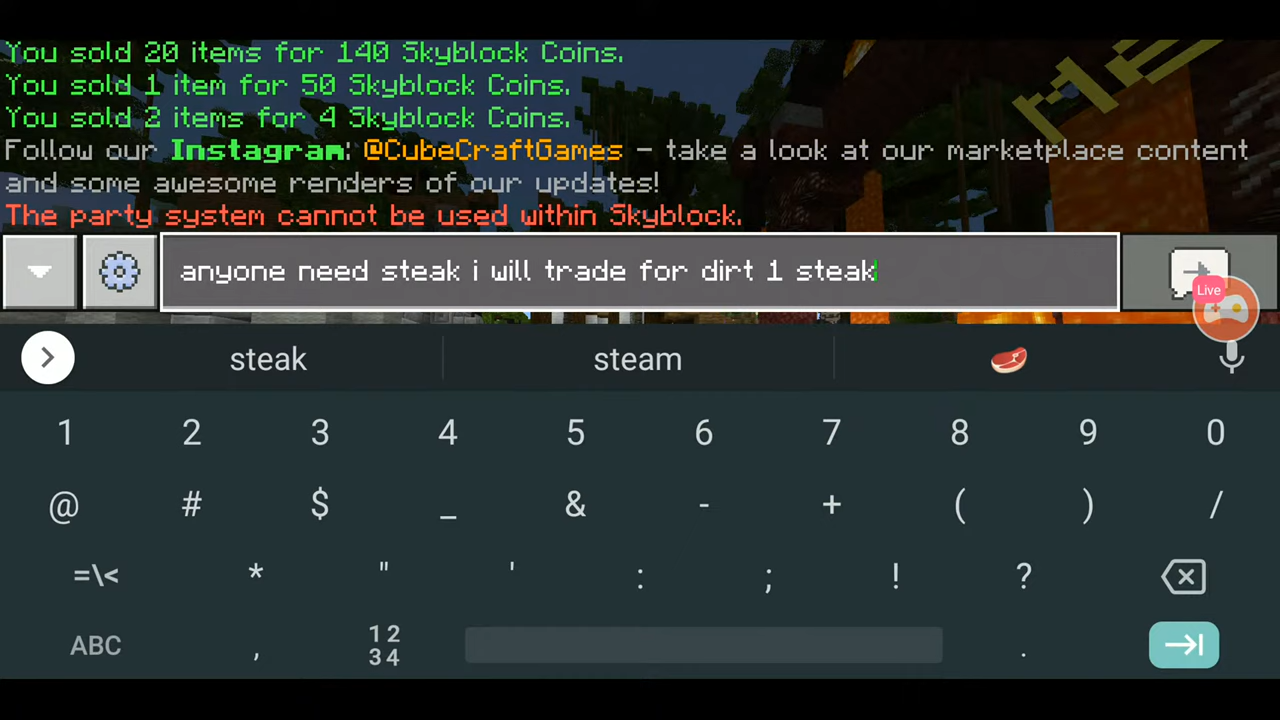 You sold 20 items for 140 Skyblock Coins.
You sold 1 item for 50 Skyblock Coins.
You sold 2 items for 4 Skyblock Coins.
Follow our Instagram: @CubeCraftGames - take a look at our marketplace content
and some awesome renders of our updates!
The party system cannot be used within Skyblock.
anyone need steak i will trade for dirt 1 steak
Live
steak steam
1 2 3 4 5 6 7 8 9 0
@ # $ _ & - + ( ) /
=\< * " ' : ; ! ?
ABC , 12 34 .